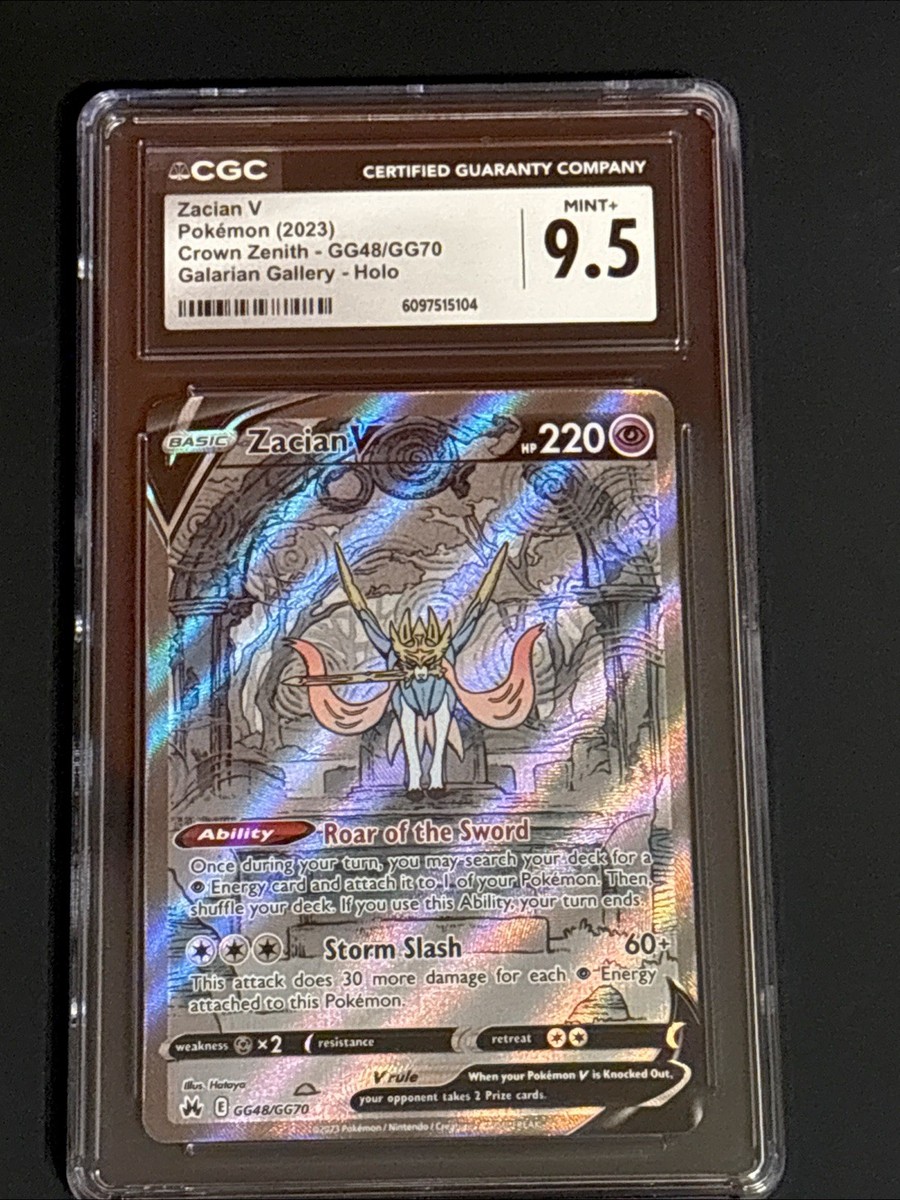 CGC CERTIFIED GUARANTY COMPANY
Zacian V
Pokémon (2023)
Crown Zenith - GG48/GG70
Galarian Gallery - Holo
6097515104
MINT+
9.5
BASIC Zacian V HP 220
Ability Roar of the Sword
Once during your turn, you may search your deck for a
Energy card and attach it to 1 of your Pokémon. Then,
shuffle your deck. If you use this Ability, your turn ends.
Storm Slash 60+
This attack does 30 more damage for each Energy
attached to this Pokémon.
weakness ×2 resistance retreat
V rule When your Pokémon V is Knocked Out,
your opponent takes 2 Prize cards.
Illus. Hataya
E GG48/GG70
©2023 Pokémon / Nintendo /